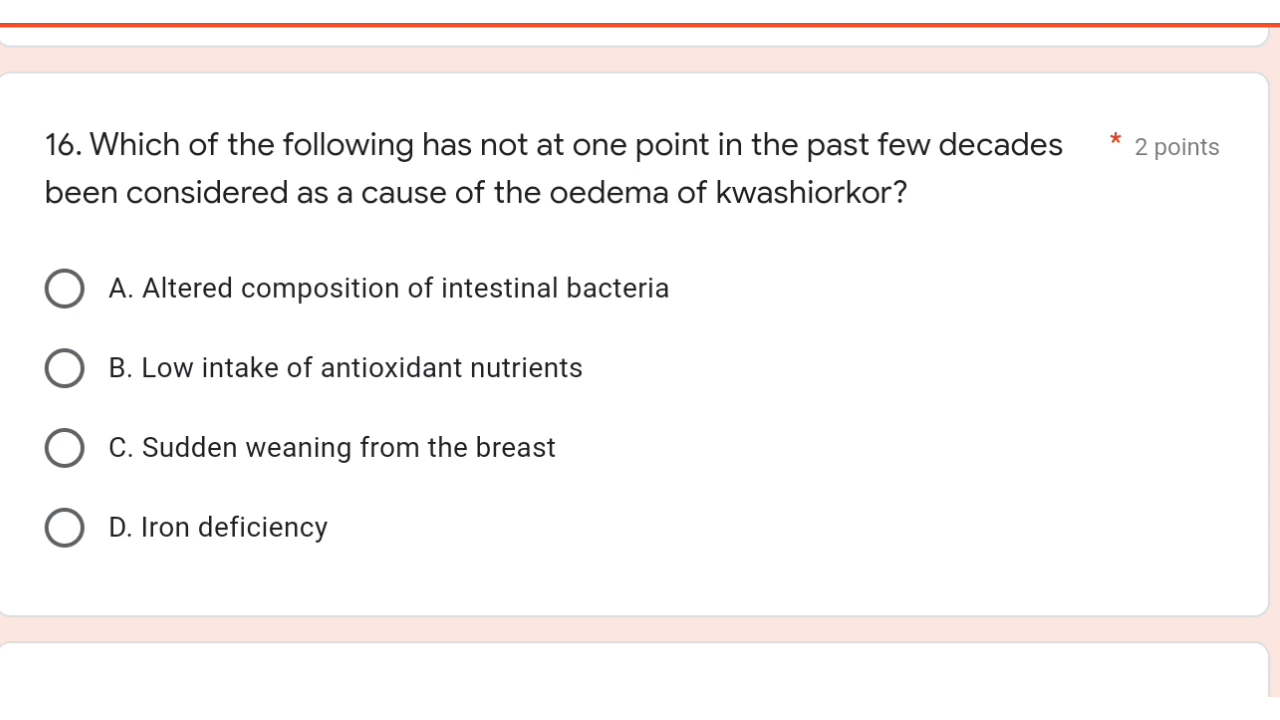 16. Which of the following has not at one point in the past few decades * 2 points
been considered as a cause of the oedema of kwashiorkor?
A. Altered composition of intestinal bacteria
B. Low intake of antioxidant nutrients
C. Sudden weaning from the breast
D. Iron deficiency